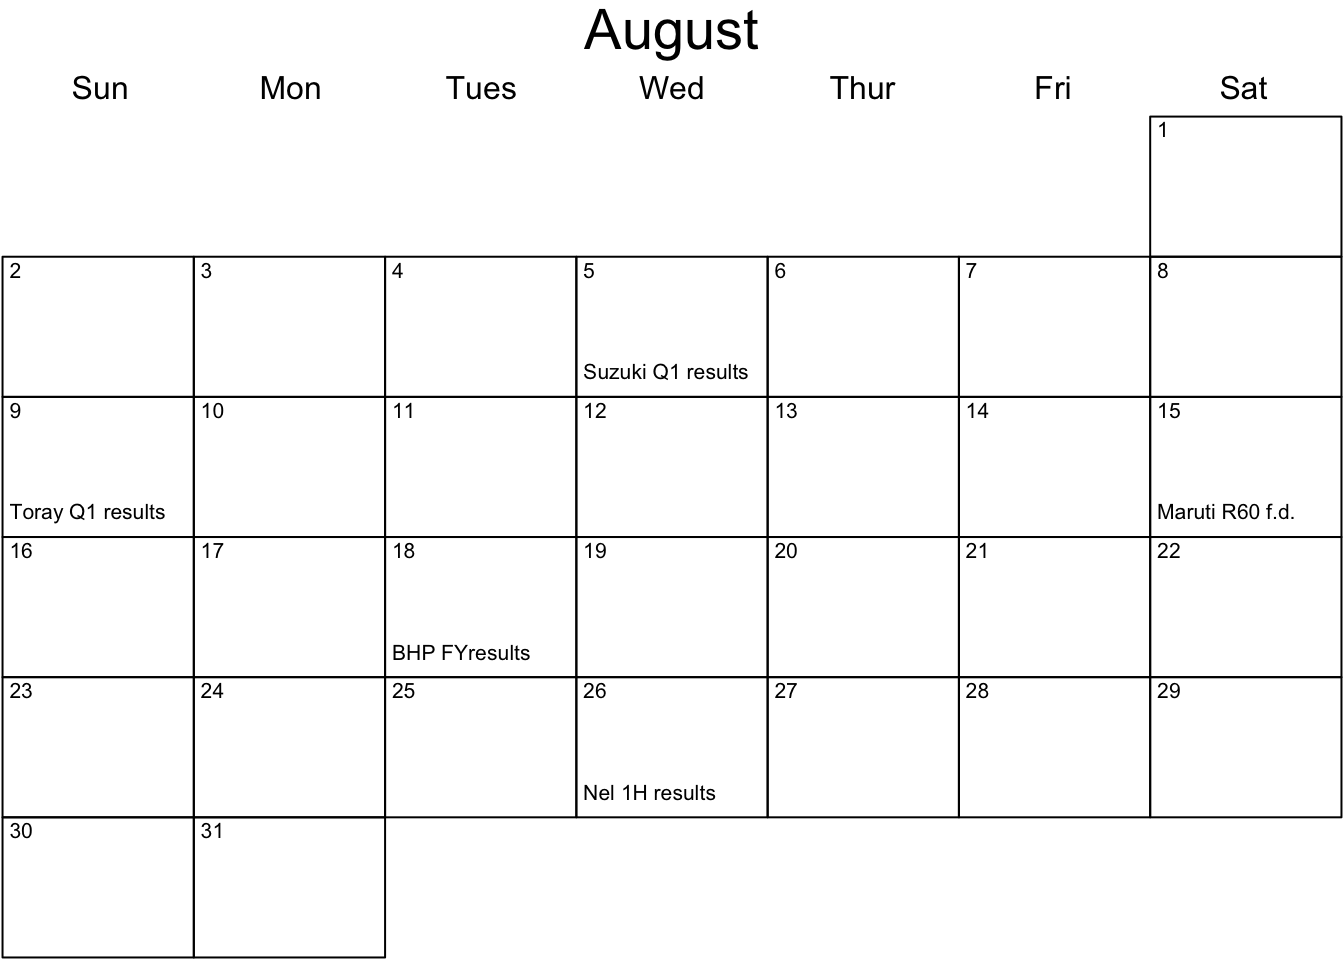 August
Sun Mon Tues Wed Thur Fri Sat
1
2 3 4 5 6 7 8
Suzuki Q1 results
9 10 11 12 13 14 15
Toray Q1 results Maruti R60 f.d.
16 17 18 19 20 21 22
BHP FYresults
23 24 25 26 27 28 29
Nel 1H results
30 31